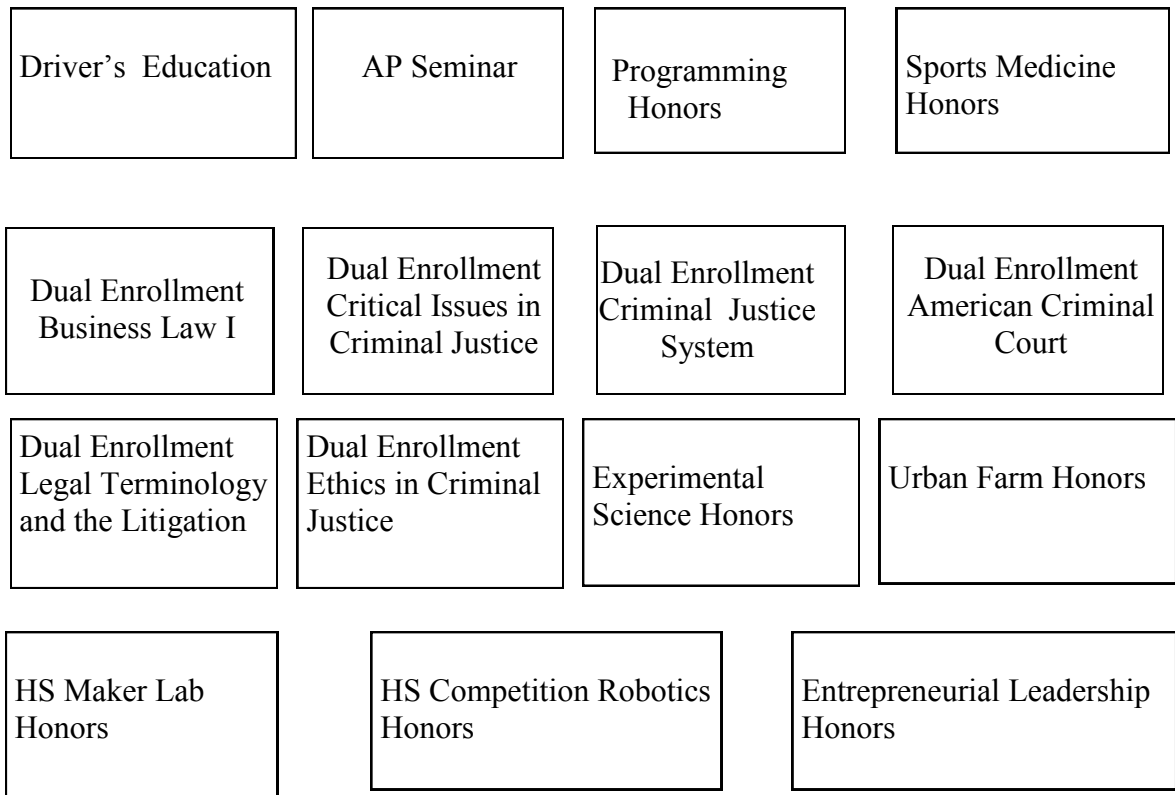 Driver's  Education
AP Seminar
Programming
Honors
Sports Medicine
Honors
Dual Enrollment
Business Law I
Dual Enrollment
Critical Issues in
Criminal Justice
Dual Enrollment
Criminal  Justice
System
Dual Enrollment
American Criminal
Court
Dual Enrollment
Legal Terminology
and the Litigation
Dual Enrollment
Ethics in Criminal
Justice
Experimental
Science Honors
Urban Farm Honors
HS Maker Lab
Honors
HS Competition Robotics
Honors
Entrepreneurial Leadership
Honors